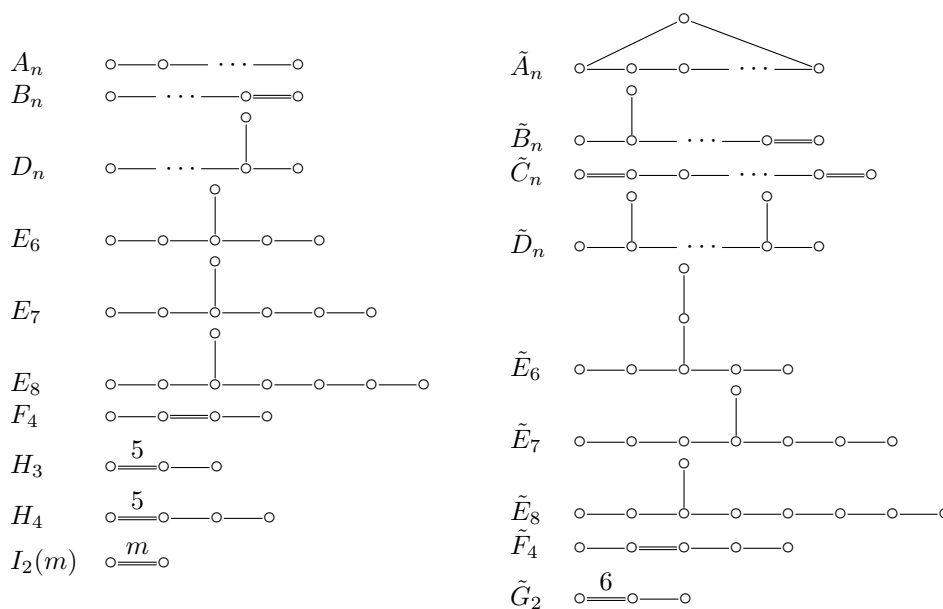 A_n ···
B_n ···
D_n ···
E_6
E_7
E_8
F_4
H_3 5
H_4 5
I_2(m) m
Ã_n ···
B̃_n ···
C̃_n ···
D̃_n ···
Ẽ_6
Ẽ_7
Ẽ_8
F̃_4
G̃_2 6